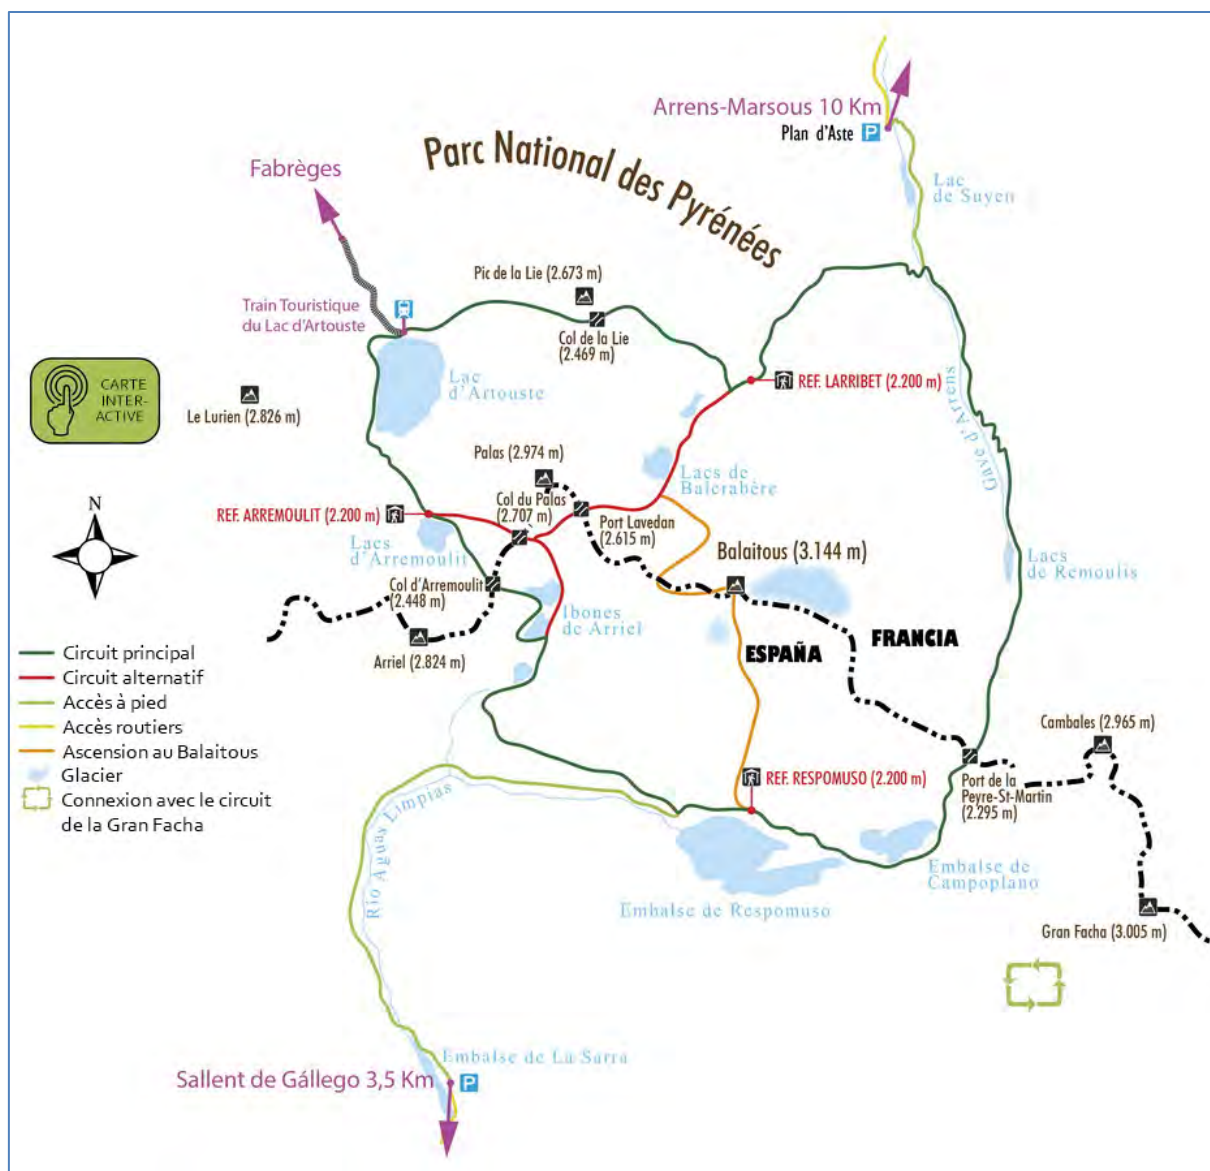 Arrens-Marsous 10 Km
Plan d'Aste
P
Parc National des Pyrénées
Fabrèges
Lac
de Suyen
Pic de la Lie (2.673 m)
Train Touristique
du Lac d'Artouste
Col de la Lie
(2.469 m)
CARTE
INTER-
ACTIVE
Lac
d'Artouste
REF. LARRIBET (2.200 m)
Le Lurien (2.826 m)
Gave d'Arrens
Palas (2.974 m)
Lacs de
Balerabère
Col du Palas
(2.707 m)
REF. ARREMOULIT (2.200 m)
Port Lavedan
(2.615 m)
N
Lacs
d'Arremoulit
Balaitous (3.144 m)
Lacs
de Remoulis
Col d'Arremoulit
(2.448 m)
Ibones
de Arriel
FRANCIA
ESPAÑA
Arriel (2.824 m)
Circuit principal
Circuit alternatif
Accès à pied
Accès routiers
Ascension au Balaitous
Glacier
Connexion avec le circuit
de la Gran Facha
Cambales (2.965 m)
REF. RESPOMUSO (2.200 m)
Port de la
Peyre-St-Martin
(2.295 m)
Rio Aguas Limpias
Embalse de
Campoplano
Embalse de Respomuso
Gran Facha (3.005 m)
Embalse de La Sarra
Sallent de Gállego 3,5 Km
P